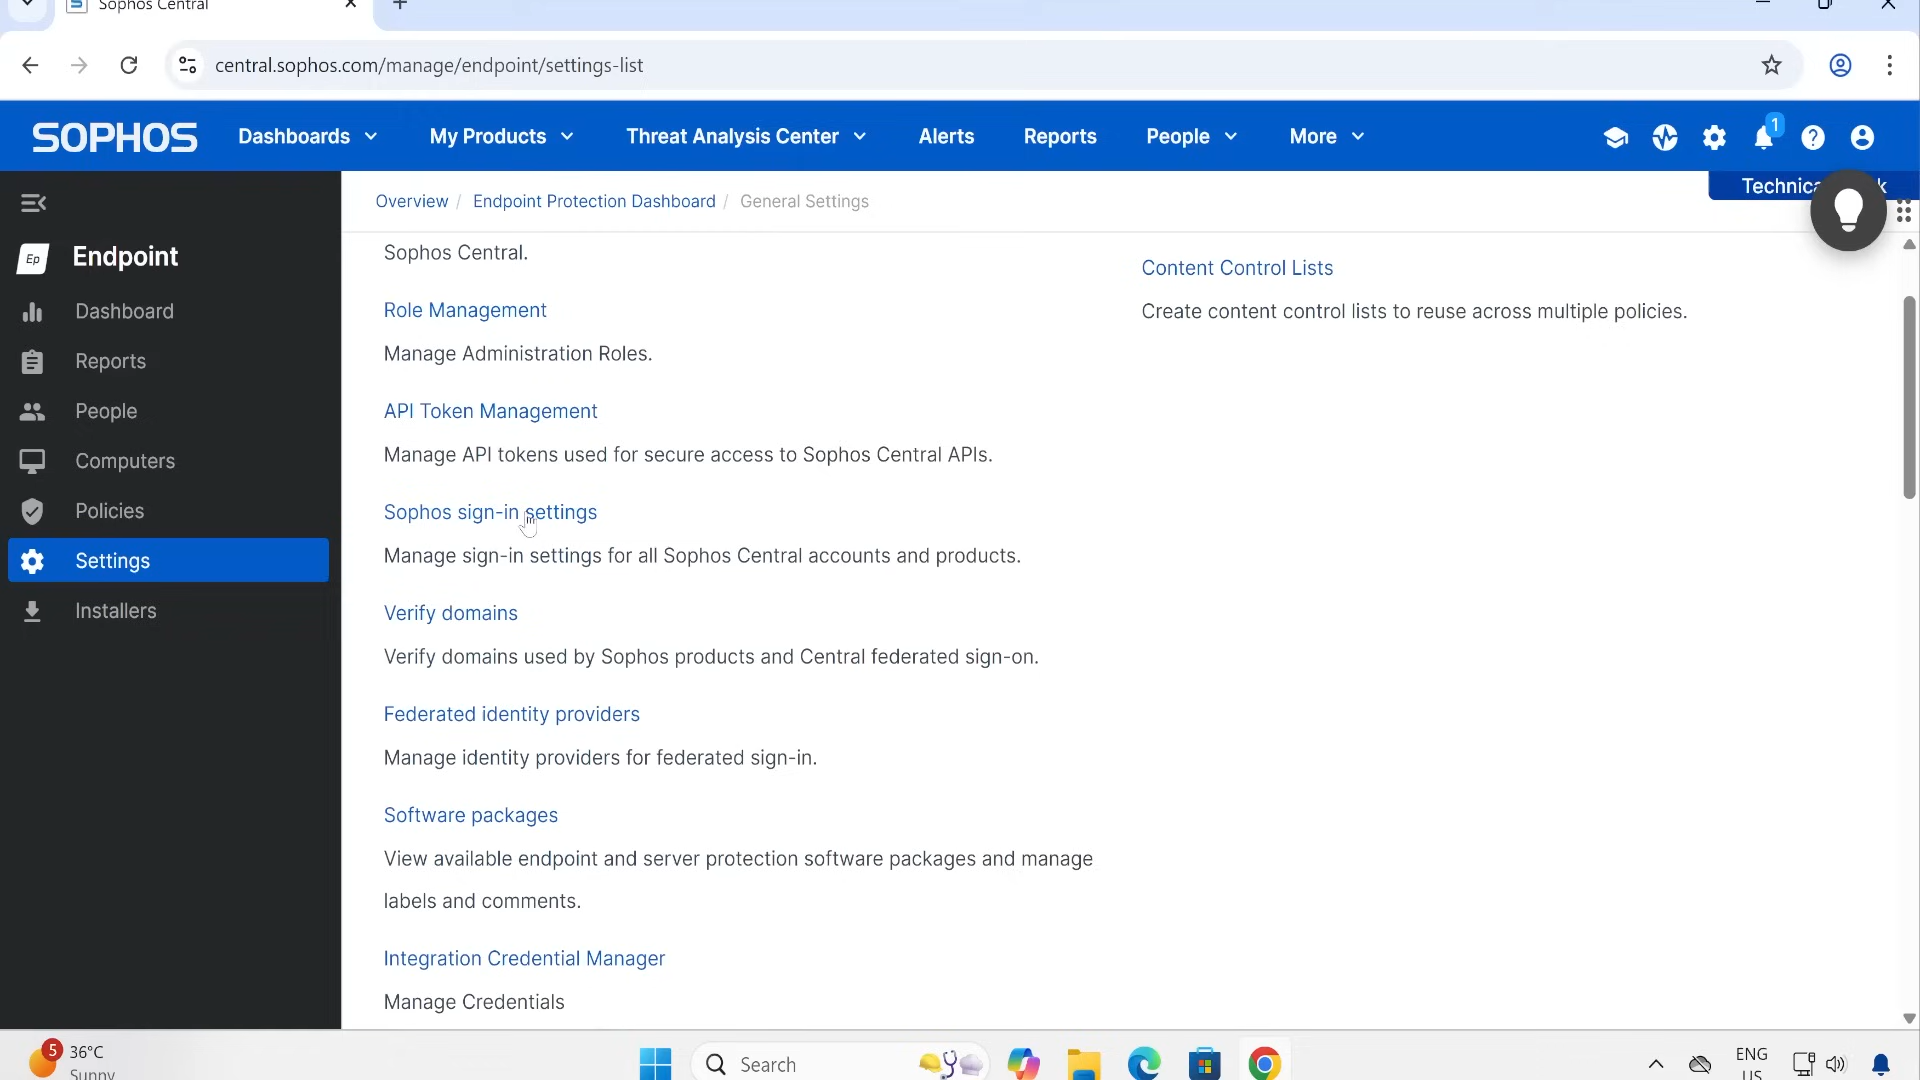 Sophos Central
central.sophos.com/manage/endpoint/settings-list
SOPHOS
Dashboards
My Products
Threat Analysis Center
Alerts
Reports
People
More
1
Overview / Endpoint Protection Dashboard / General Settings
Ep
Endpoint
Dashboard
Reports
People
Computers
Policies
Settings
Installers
Sophos Central.
Role Management
Manage Administration Roles.
API Token Management
Manage API tokens used for secure access to Sophos Central APIs.
Sophos sign-in settings
Manage sign-in settings for all Sophos Central accounts and products.
Verify domains
Verify domains used by Sophos products and Central federated sign-on.
Federated identity providers
Manage identity providers for federated sign-in.
Software packages
View available endpoint and server protection software packages and manage
labels and comments.
Integration Credential Manager
Manage Credentials
Content Control Lists
Create content control lists to reuse across multiple policies.
5
36°C
Sunny
Search
ENG
US